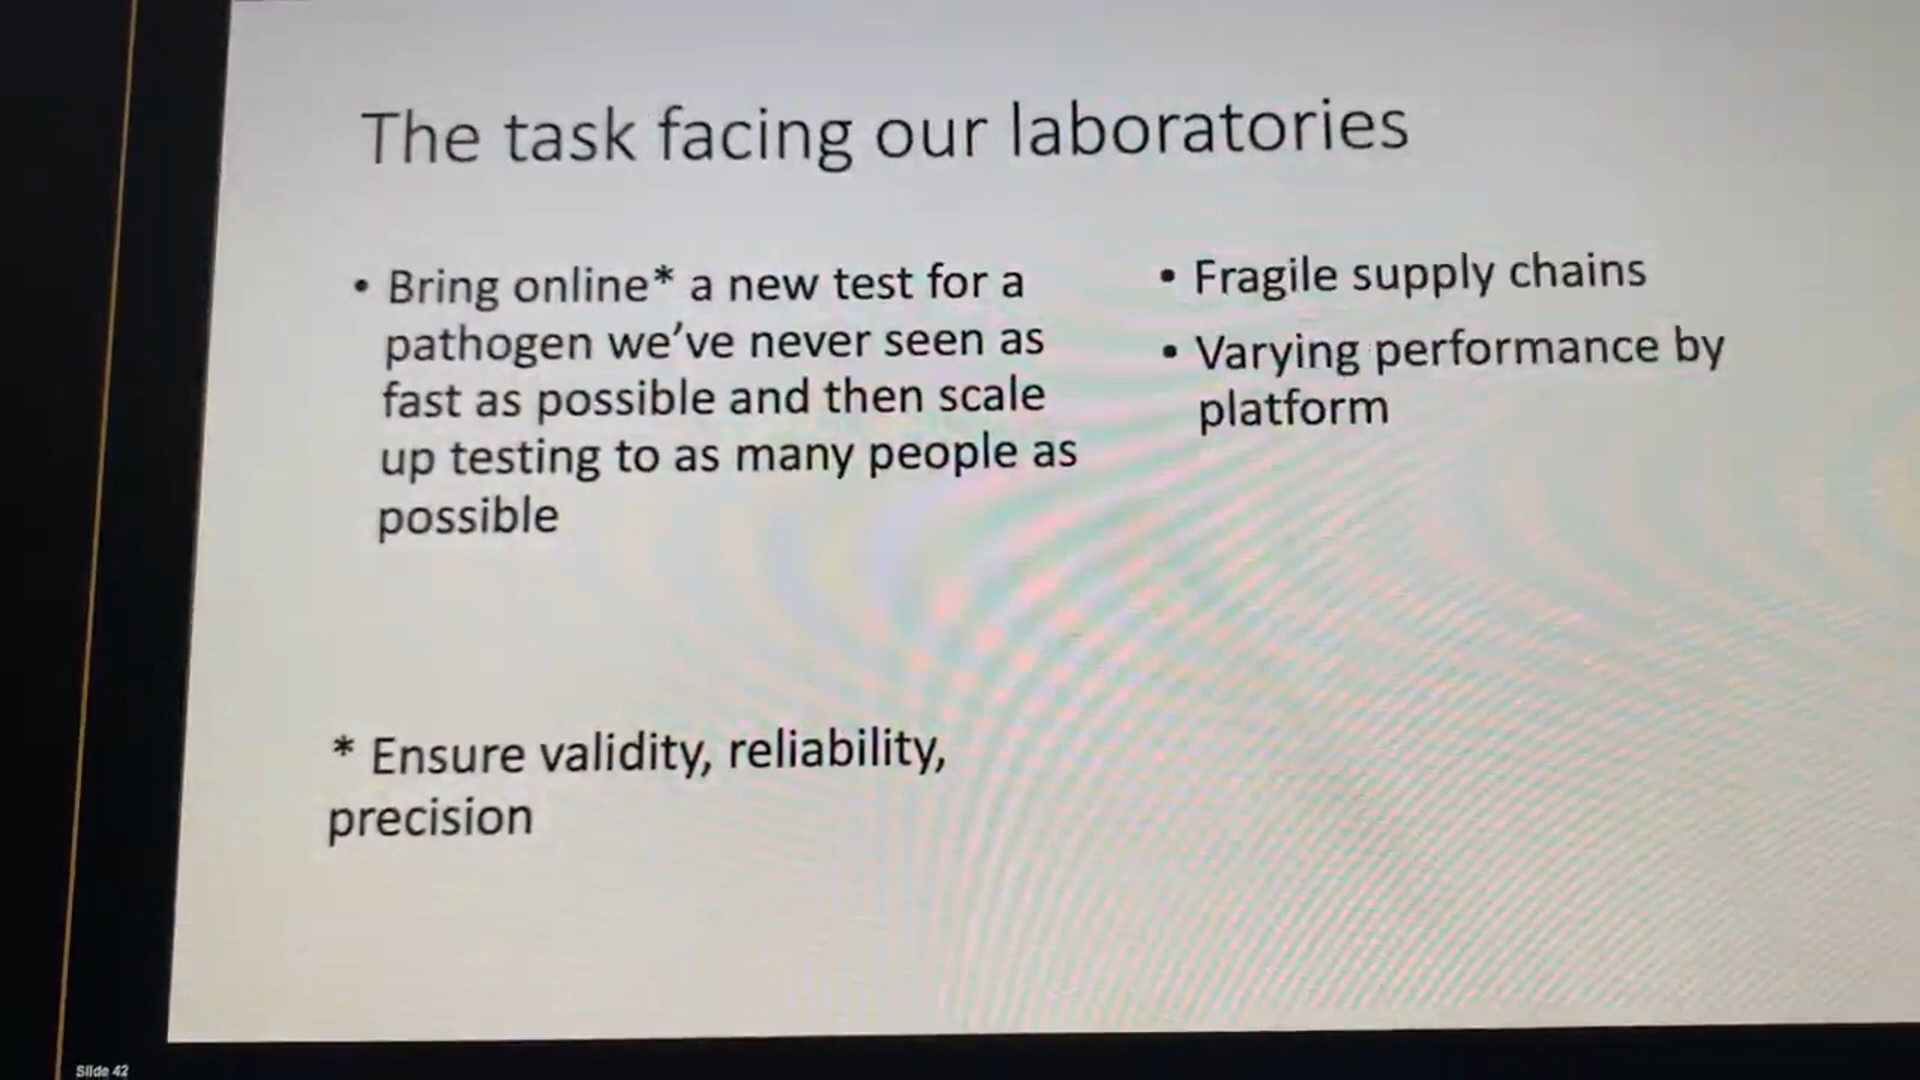 The task facing our laboratories
• Bring online* a new test for a
pathogen we've never seen as
fast as possible and then scale
up testing to as many people as
possible
* Ensure validity, reliability,
precision
• Fragile supply chains
• Varying performance by
platform
Slide 42